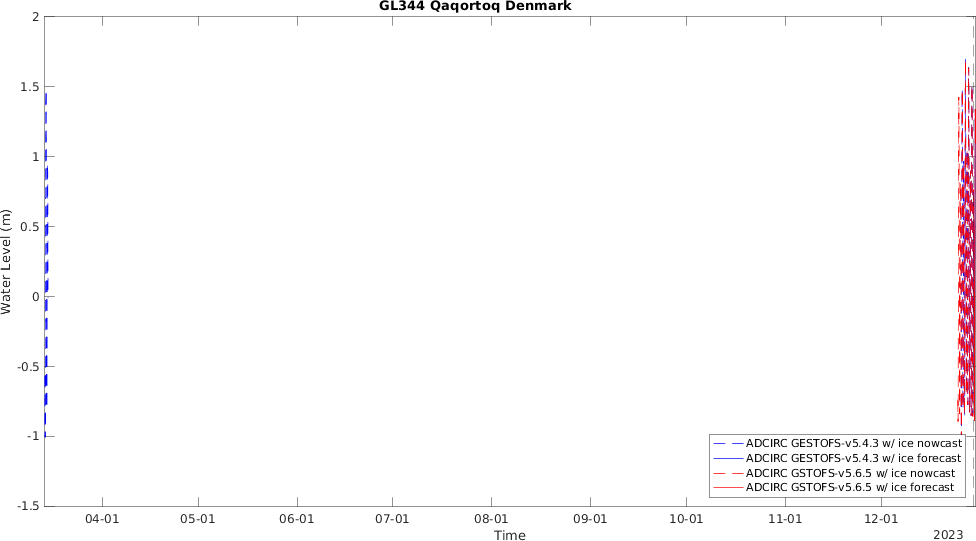 GL344 Qaqortoq Denmark
2
1.5
1
0.5
0
-0.5
-1
-1.5
Water Level (m)
ADCIRC GESTOFS-v5.4.3 w/ ice nowcast
ADCIRC GESTOFS-v5.4.3 w/ ice forecast
ADCIRC GSTOFS-v5.6.5 w/ ice nowcast
ADCIRC GSTOFS-v5.6.5 w/ ice forecast
04-01 05-01 06-01 07-01 08-01 09-01 10-01 11-01 12-01
Time
2023